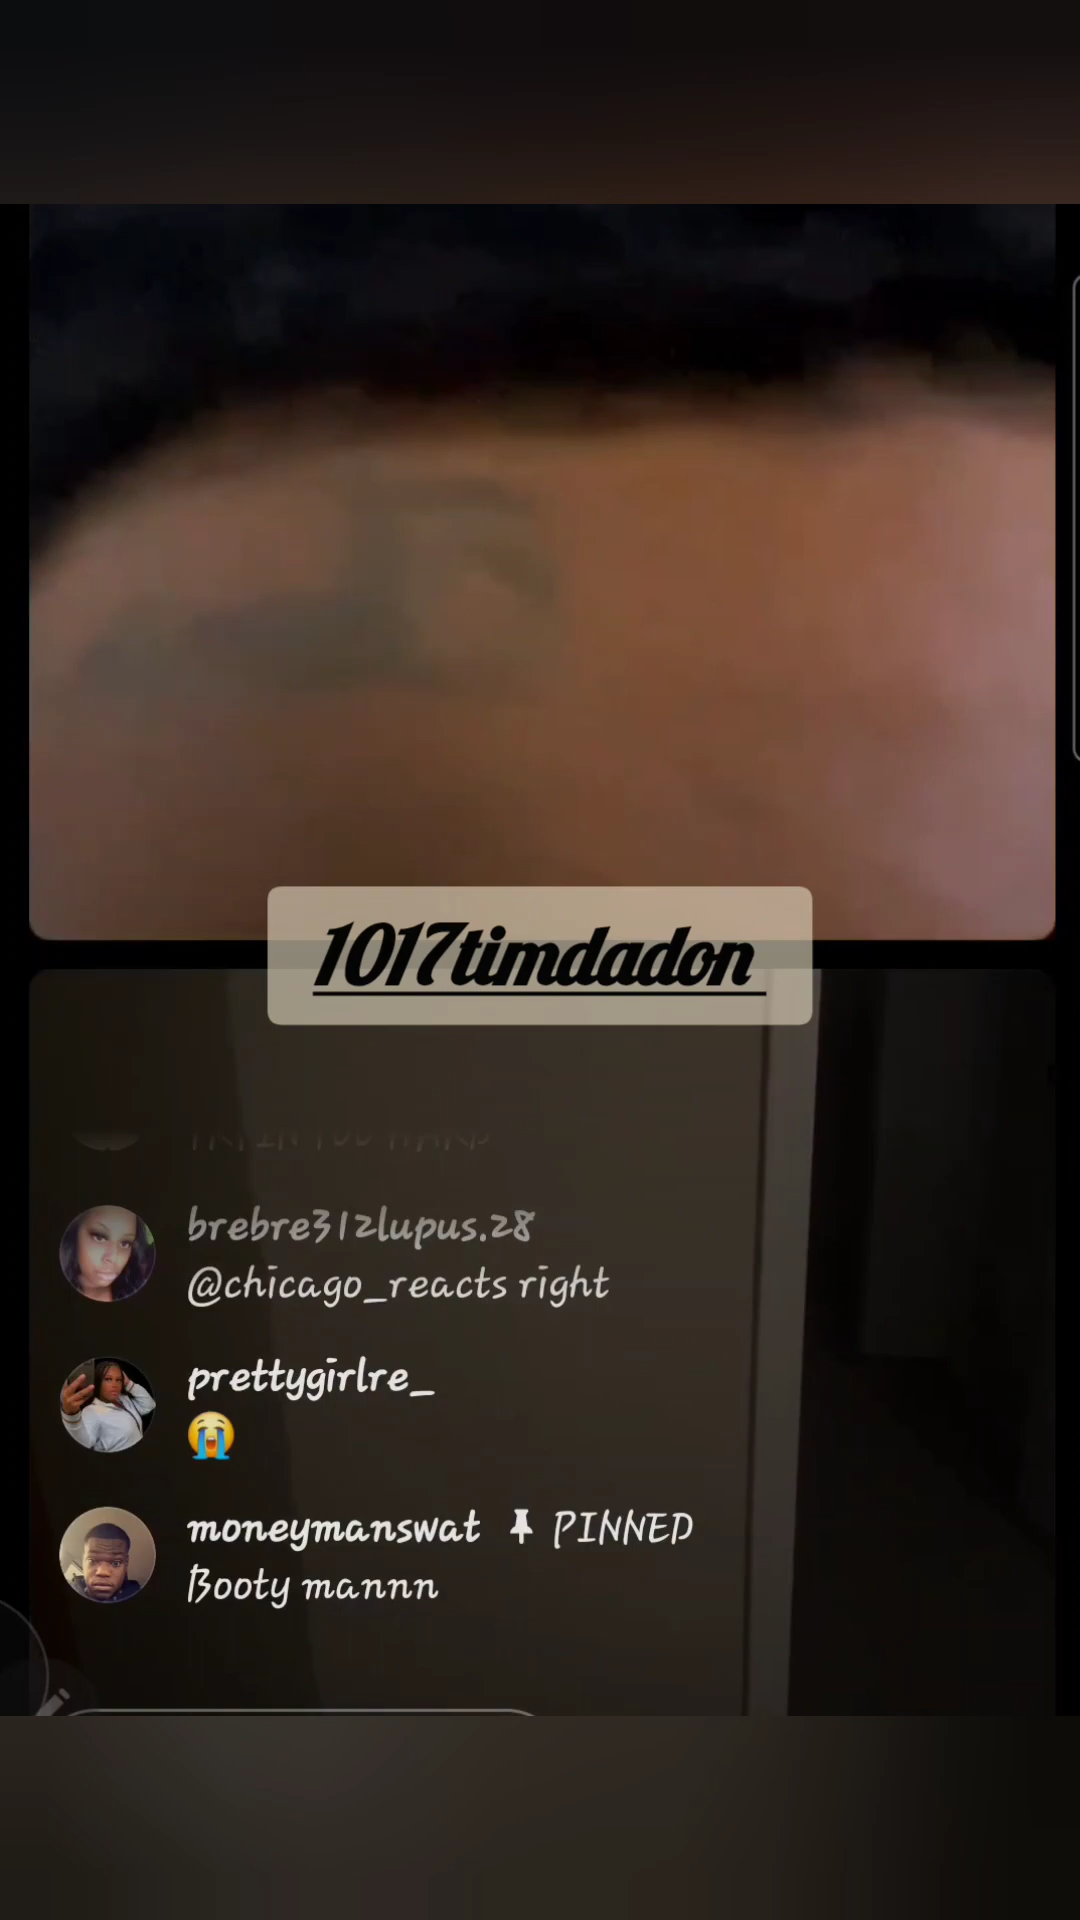 1017timdadon
brebre312lupus.28
@chicago_reacts right
prettygirlre_
😭
moneymanswat PINNED
Booty mannn